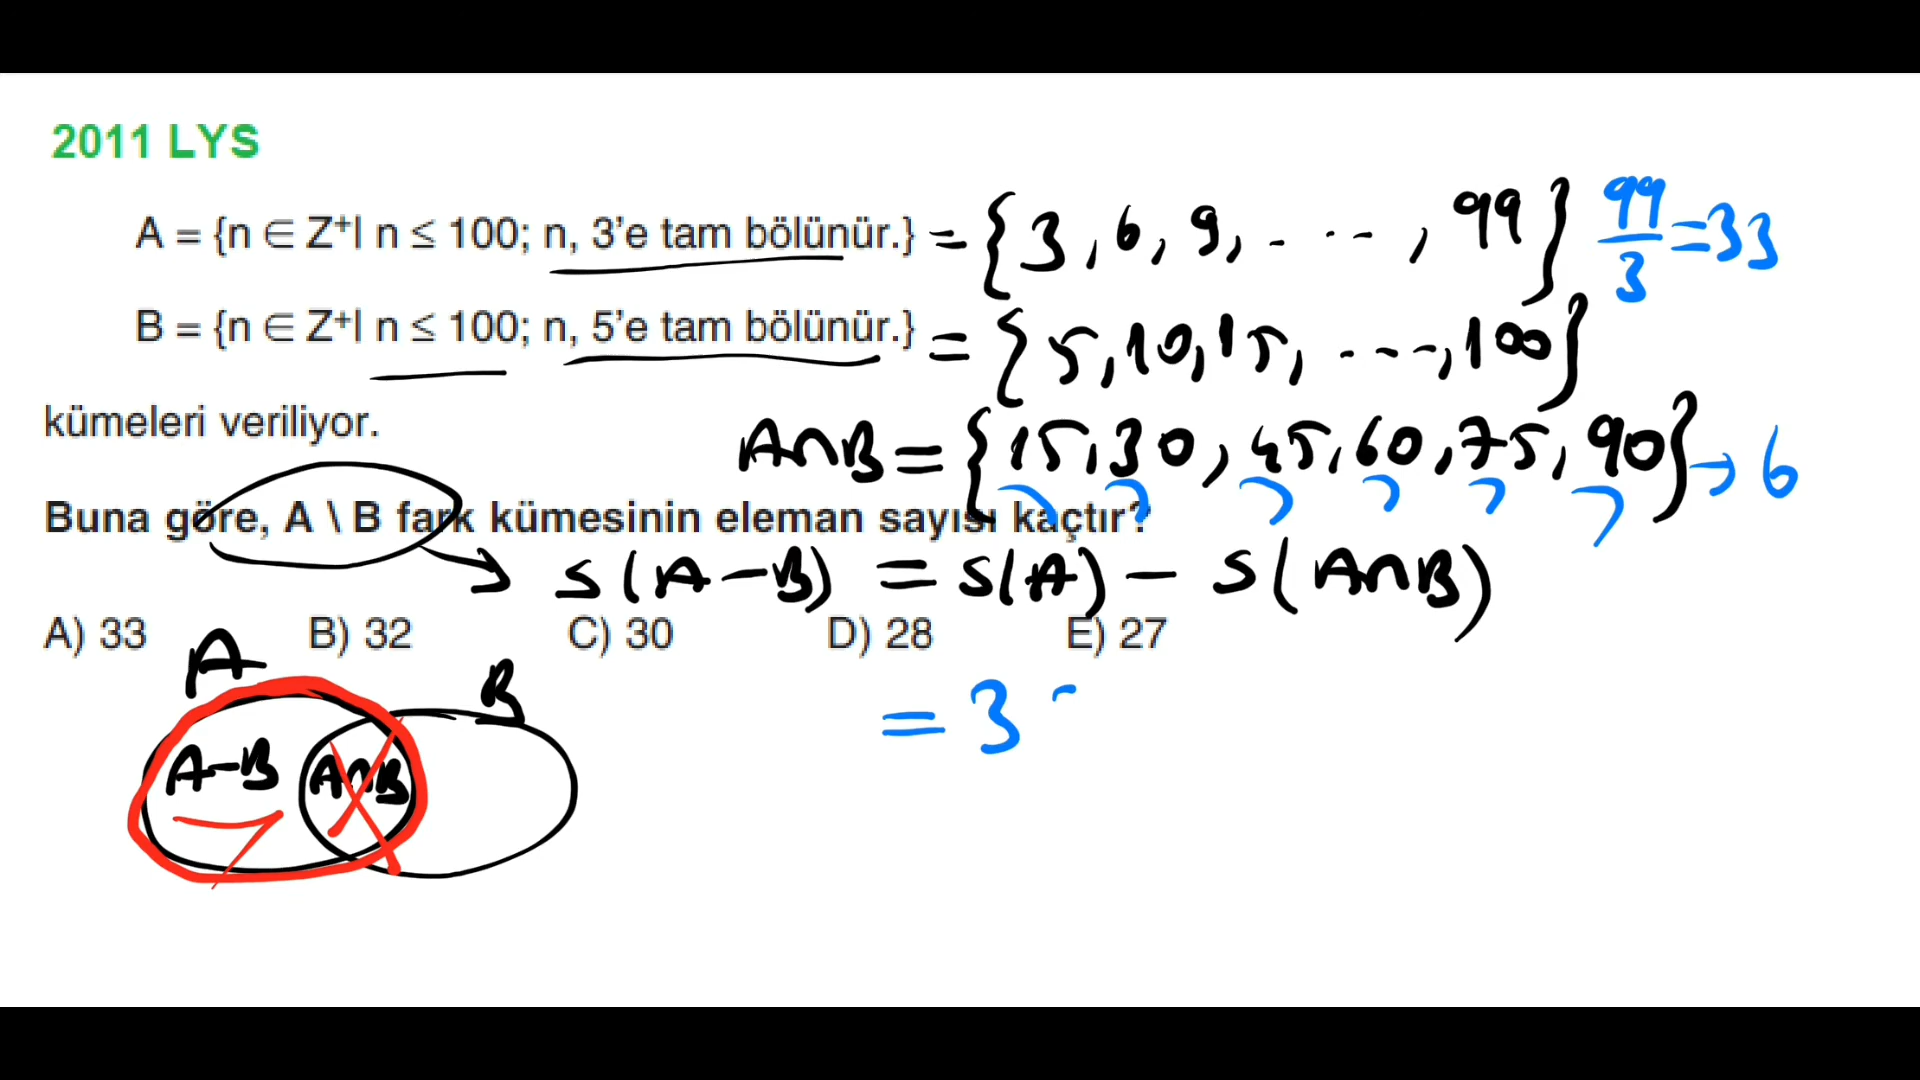 2011 LYS
A = {n ∈ Z⁺| n ≤ 100; n, 3'e tam bölünür.} = {3, 6, 9, . . . . , 99} 99/3 = 33
B = {n ∈ Z⁺| n ≤ 100; n, 5'e tam bölünür.} = {5, 10, 15, . - - -, 100}
kümeleri veriliyor.
A∩B = {15, 30, 45, 60, 75, 90} → 6
Buna göre, A \ B fark kümesinin eleman sayısı kaçtır?
→ s(A-B) = s(A) - s(A∩B)
A) 33 B) 32 C) 30 D) 28 E) 27
A B
= 3
A-B A∩B